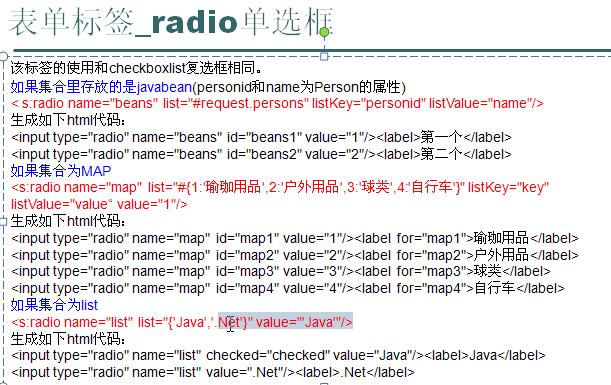 表单标签_radio单选框
该标签的使用和checkboxlist复选框相同。
如果集合里存放的是javabean(personid和name为Person的属性)
< s:radio name="beans" list="#request.persons" listKey="personid" listValue="name"/>
生成如下html代码：
<input type="radio" name="beans" id="beans1" value="1"/><label>第一个</label>
<input type="radio" name="beans" id="beans2" value="2"/><label>第二个</label>
如果集合为MAP
<s:radio name="map" list="#{1:'瑜珈用品',2:'户外用品',3:'球类',4:'自行车'}" listKey="key"
listValue="value“ value="1"/>
生成如下html代码：
<input type="radio" name="map" id="map1" value="1"/><label for="map1">瑜珈用品</label>
<input type="radio" name="map" id="map2" value="2"/><label for="map2">户外用品</label>
<input type="radio" name="map" id="map3" value="3"/><label for="map3">球类</label>
<input type="radio" name="map" id="map4" value="4"/><label for="map4">自行车</label>
如果集合为list
<s:radio name="list" list="{'Java','.Net'}" value="'Java'"/>
生成如下html代码：
<input type="radio" name="list" checked="checked" value="Java"/><label>Java</label>
<input type="radio" name="list" value=".Net"/><label>.Net</label>